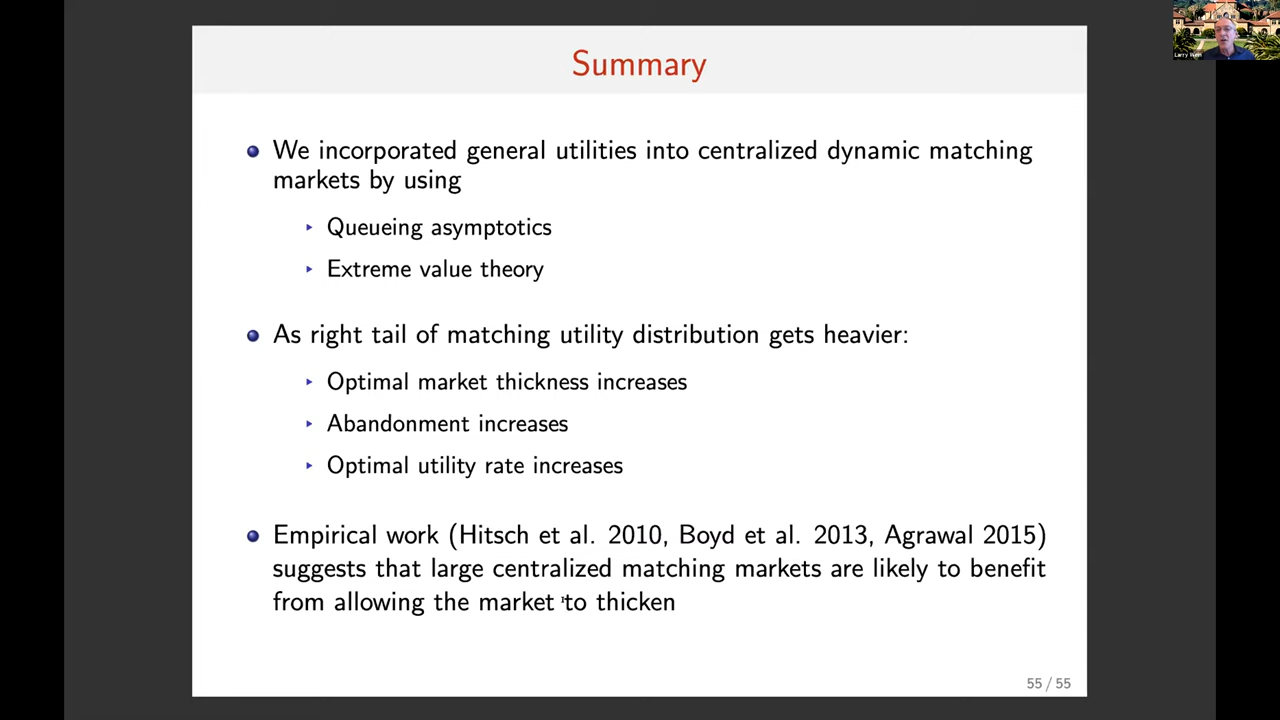 Summary
We incorporated general utilities into centralized dynamic matching
markets by using
Queueing asymptotics
Extreme value theory
As right tail of matching utility distribution gets heavier:
Optimal market thickness increases
Abandonment increases
Optimal utility rate increases
Empirical work (Hitsch et al. 2010, Boyd et al. 2013, Agrawal 2015)
suggests that large centralized matching markets are likely to benefit
from allowing the market to thicken
55 / 55
Larry Wein